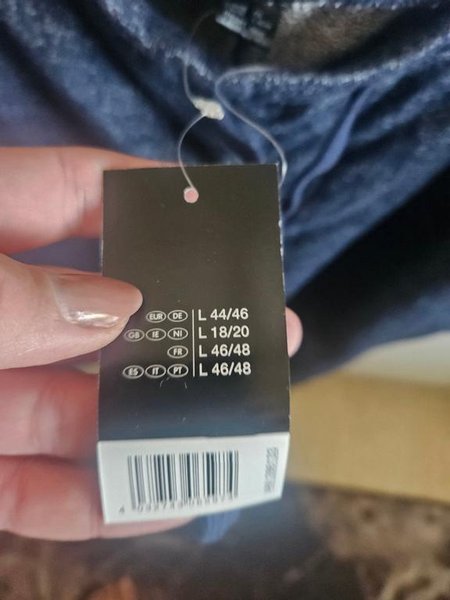 EUR DE L 44/46
GB IE NI L 18/20
FR L 46/48
ES IT PT L 46/48